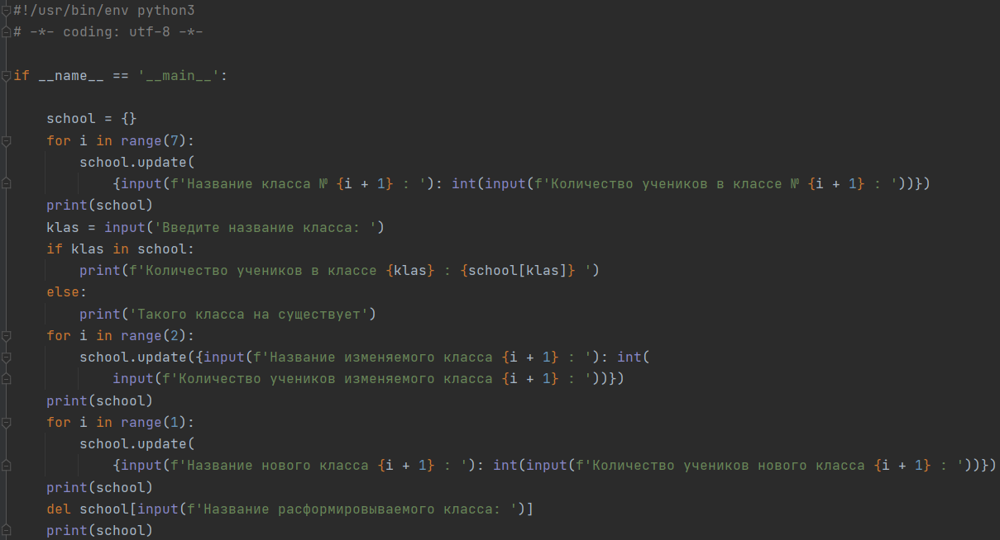 #!/usr/bin/env python3
# -*- coding: utf-8 -*-
if __name__ == '__main__':
    school = {}
    for i in range(7):
        school.update(
            {input(f'Название класса № {i + 1} : '): int(input(f'Количество учеников в классе № {i + 1} : '))})
    print(school)
    klas = input('Введите название класса: ')
    if klas in school:
        print(f'Количество учеников в классе {klas} : {school[klas]} ')
    else:
        print('Такого класса на существует')
    for i in range(2):
        school.update({input(f'Название изменяемого класса {i + 1} : '): int(
            input(f'Количество учеников изменяемого класса {i + 1} : '))})
    print(school)
    for i in range(1):
        school.update(
            {input(f'Название нового класса {i + 1} : '): int(input(f'Количество учеников нового класса {i + 1} : '))})
    print(school)
    del school[input(f'Название расформировываемого класса: ')]
    print(school)